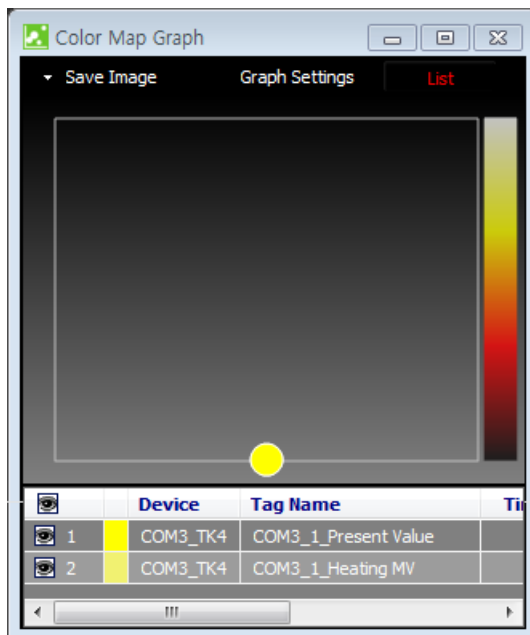 Color Map Graph
Save Image Graph Settings List
Device Tag Name
1 COM3_TK4 COM3_1_Present Value
2 COM3_TK4 COM3_1_Heating MV